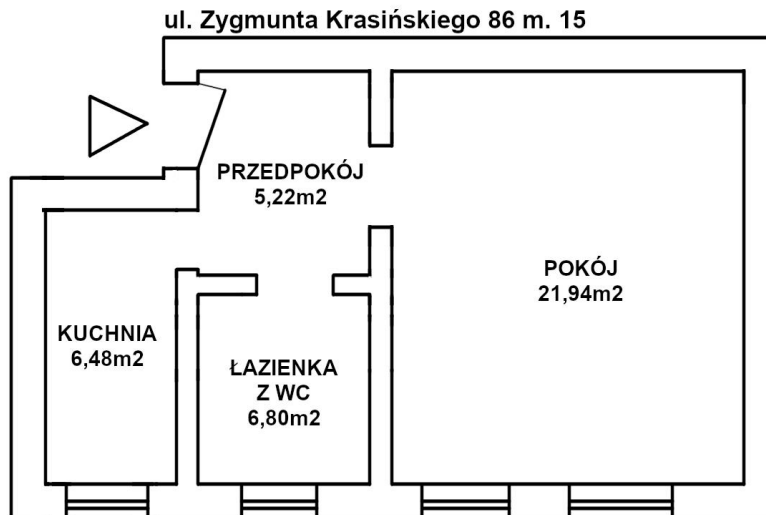 ul. Zygmunta Krasińskiego 86 m. 15
PRZEDPOKÓJ
5,22m2
POKÓJ
21,94m2
KUCHNIA
6,48m2
ŁAZIENKA
Z WC
6,80m2